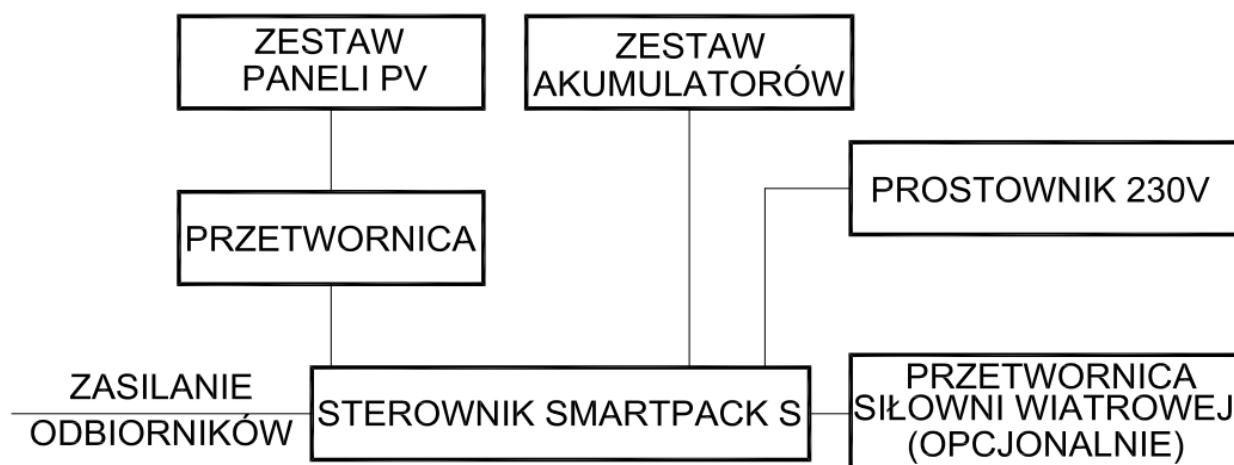 ZESTAW
PANELI PV
ZESTAW
AKUMULATORÓW
PROSTOWNIK 230V
PRZETWORNICA
ZASILANIE
ODBIORNIKÓW
STEROWNIK SMARTPACK S
PRZETWORNICA
SIŁOWNI WIATROWEJ
(OPCJONALNIE)